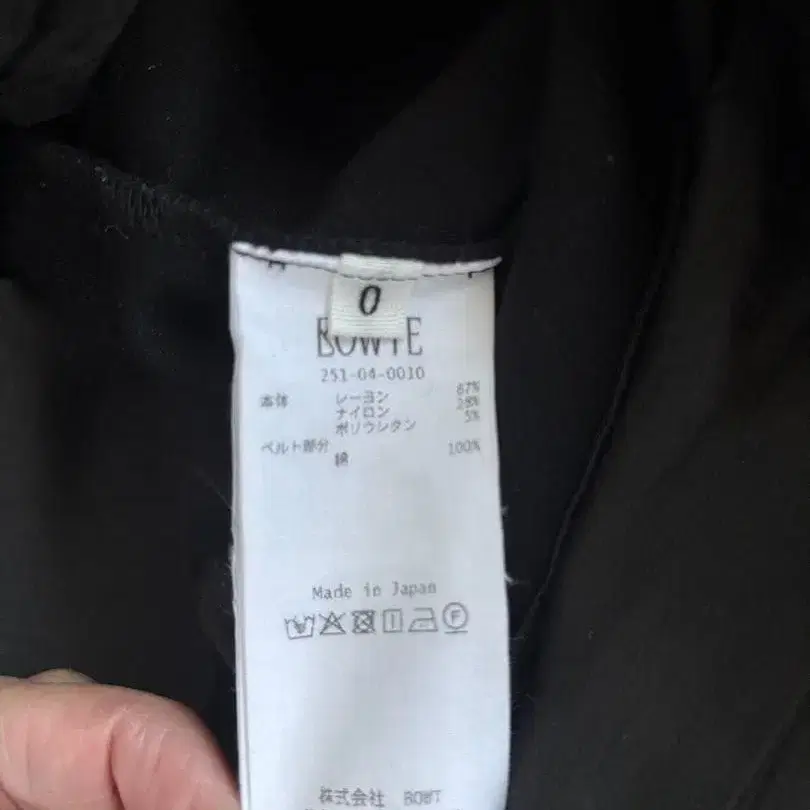 0
BOWTE
251-04-0010
本体 レーヨン 67%
ナイロン 28%
ポリウレタン 5%
ベルト部分
綿 100%
Made in Japan
F
株式会社 BOWT